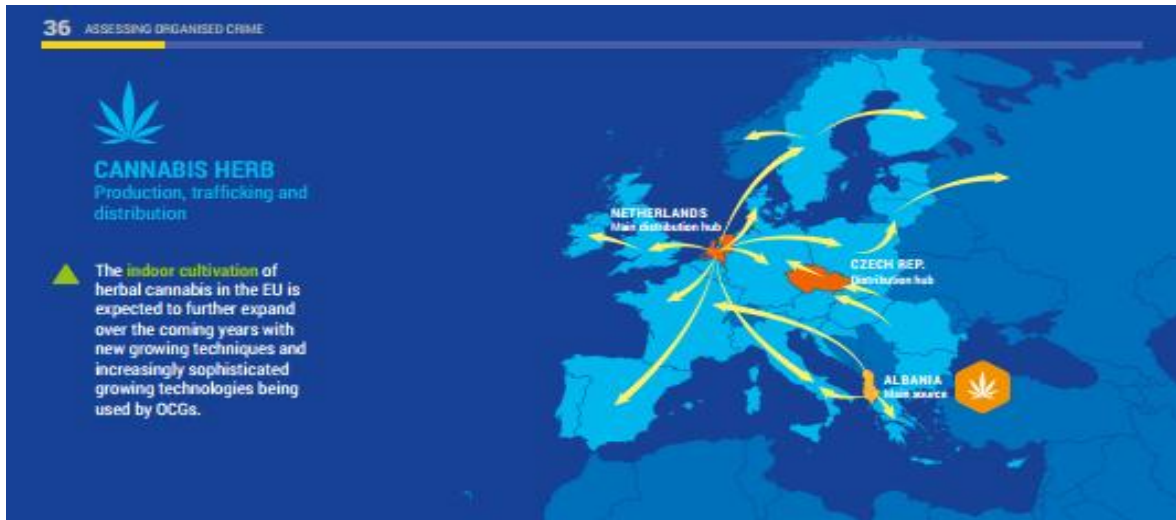 36 ASSESSING ORGANISED CRIME
CANNABIS HERB
Production, trafficking and
distribution
The indoor cultivation of
herbal cannabis in the EU is
expected to further expand
over the coming years with
new growing techniques and
increasingly sophisticated
growing technologies being
used by OCGs.
NETHERLANDS
Main distribution hub
CZECH REP.
Distribution hub
ALBANIA
Main source